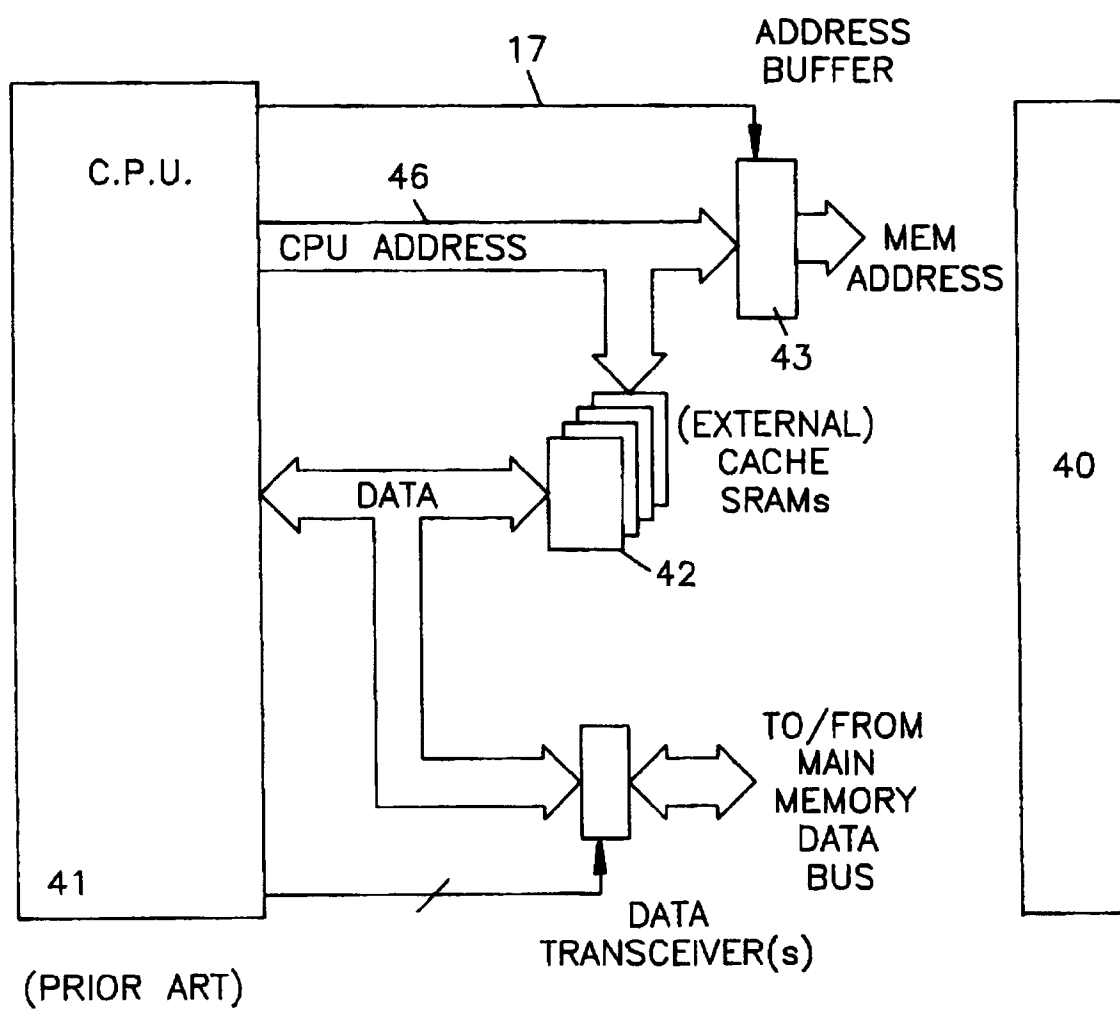 ADDRESS
BUFFER
17
C.P.U.
46
CPU ADDRESS
MEM
ADDRESS
43
(EXTERNAL)
CACHE
SRAMs
40
DATA
42
TO/FROM
MAIN
MEMORY
DATA
BUS
41
DATA
TRANSCEIVER(s)
(PRIOR ART)